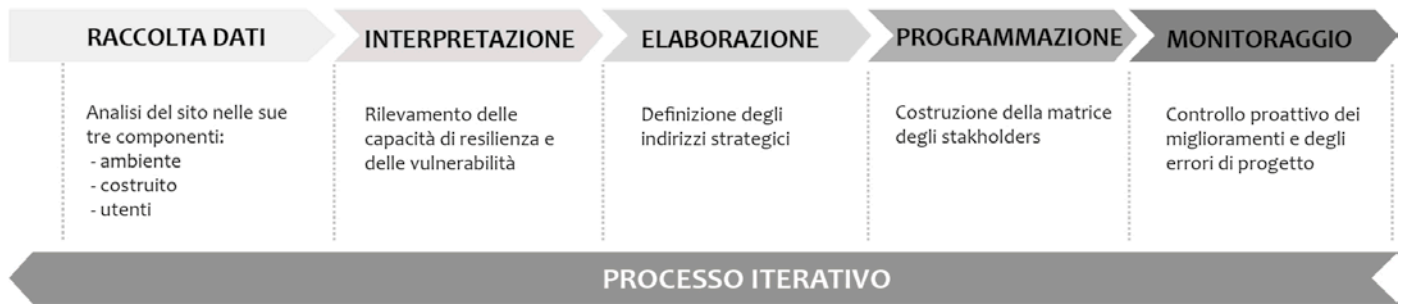 RACCOLTA DATI
INTERPRETAZIONE
ELABORAZIONE
PROGRAMMAZIONE
MONITORAGGIO
Analisi del sito nelle sue
tre componenti:
- ambiente
- costruito
- utenti
Rilevamento delle
capacità di resilienza e
delle vulnerabilità
Definizione degli
indirizzi strategici
Costruzione della matrice
degli stakholders
Controllo proattivo dei
miglioramenti e degli
errori di progetto
PROCESSO ITERATIVO